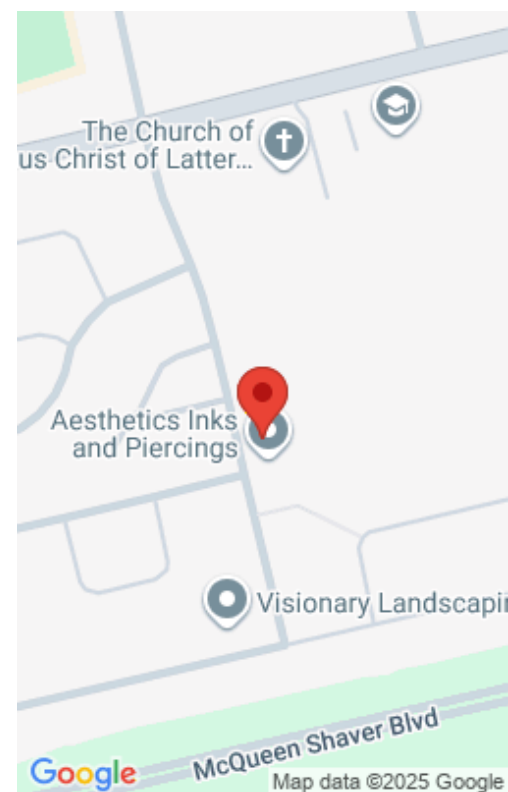 The Church of
us Christ of Latter...
Aesthetics Inks
and Piercings
Visionary Landscapi
McQueen Shaver Blvd
Google
Map data ©2025 Google